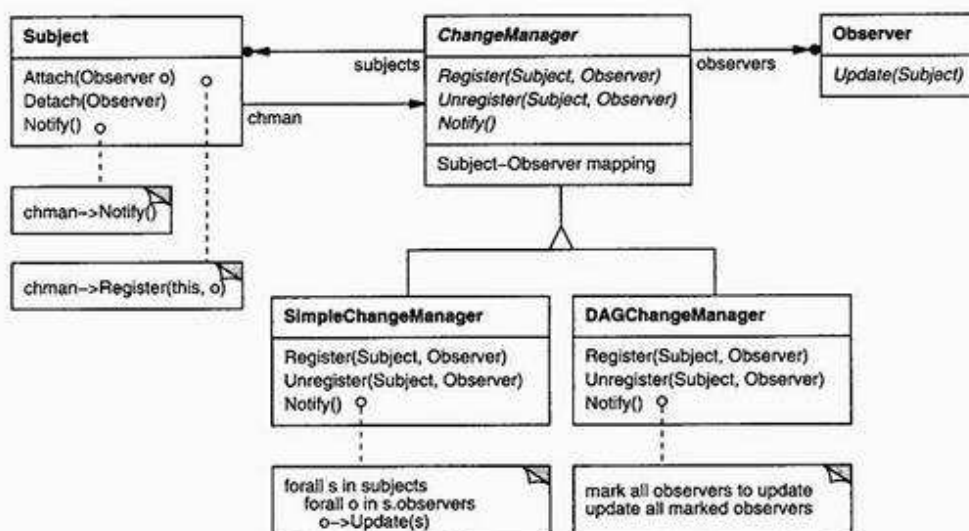 Subject
Attach(Observer o)
Detach(Observer)
Notify()
chman->Notify()
chman->Register(this, o)
subjects
chman
ChangeManager
Register(Subject, Observer)
Unregister(Subject, Observer)
Notify()
Subject-Observer mapping
observers
Observer
Update(Subject)
SimpleChangeManager
Register(Subject, Observer)
Unregister(Subject, Observer)
Notify()
forall s in subjects
forall o in s.observers
o->Update(s)
DAGChangeManager
Register(Subject, Observer)
Unregister(Subject, Observer)
Notify()
mark all observers to update
update all marked observers